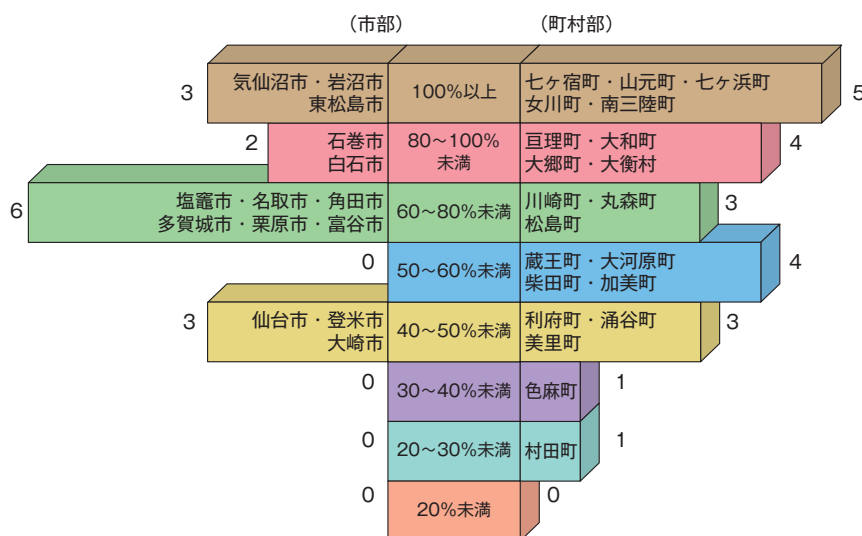 （市部） （町村部）
3 気仙沼市・岩沼市 100%以上 七ヶ宿町・山元町・七ヶ浜町 5
東松島市 女川町・南三陸町
2 石巻市 80～100% 亘理町・大和町 4
白石市 未満 大郷町・大衡村
6 塩竈市・名取市・角田市 60～80%未満 川崎町・丸森町 3
多賀城市・栗原市・富谷市 松島町
0 50～60%未満 蔵王町・大河原町 4
柴田町・加美町
3 仙台市・登米市 40～50%未満 利府町・涌谷町 3
大崎市 美里町
0 30～40%未満 色麻町 1
0 20～30%未満 村田町 1
0 20%未満 0